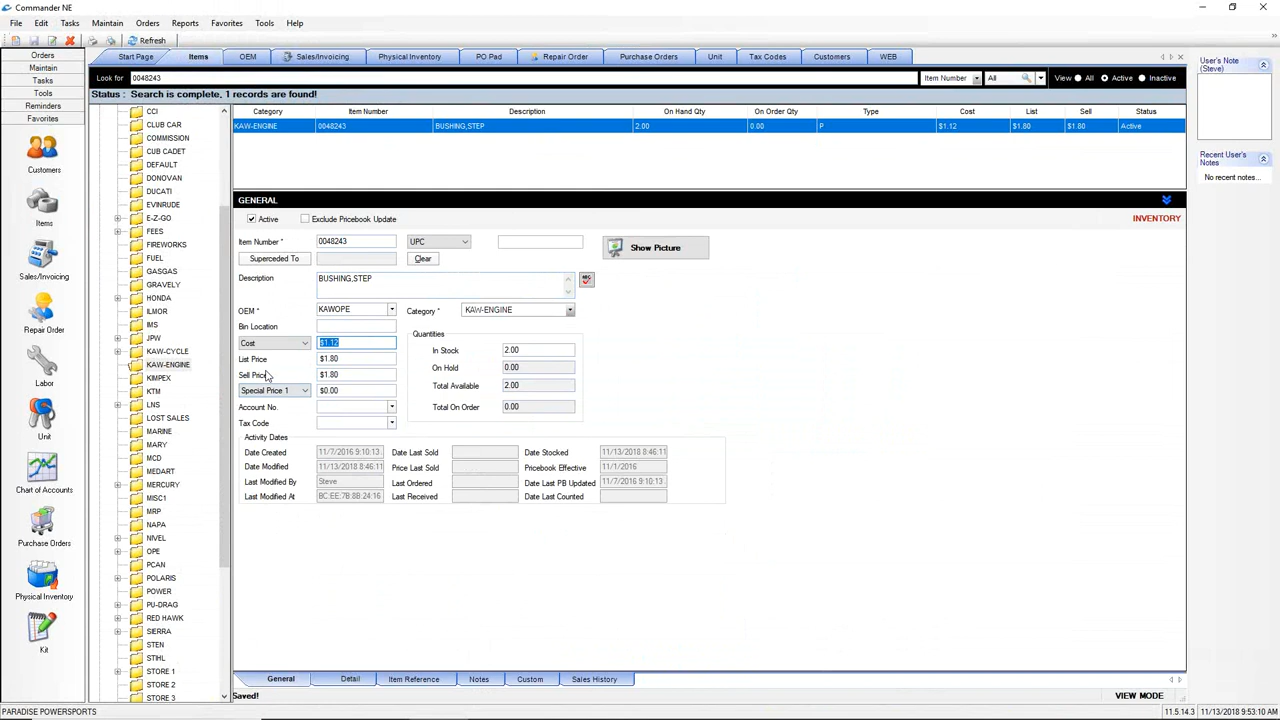 Commander NE
File Edit Tasks Maintain Orders Reports Favorites Tools Help
Refresh
Orders
Maintain
Tasks
Tools
Reminders
Favorites
Customers
Items
Sales/Invoicing
Repair Order
Labor
Unit
Chart of Accounts
Purchase Orders
Physical Inventory
Kit
Start Page Items OEM Sales/Invoicing Physical Inventory PO Pad Repair Order Purchase Orders Unit Tax Codes Customers WEB
Look for 0048243 Item Number All View All Active Inactive
Status : Search is complete, 1 records are found!
CCI
CLUB CAR
COMMISSION
CUB CADET
DEFAULT
DONOVAN
DUCATI
EVINRUDE
E-Z-GO
FEES
FIREWORKS
FUEL
GASGAS
GRAVELY
HONDA
ILMOR
IMS
JPW
KAW-CYCLE
KAW-ENGINE
KIMPEX
KTM
LNS
LOST SALES
MARINE
MARY
MCD
MEDART
MERCURY
MISC1
MRP
NAPA
NIVEL
OPE
PCAN
POLARIS
POWER
PU-DRAG
RED HAWK
SIERRA
STEN
STIHL
STORE 1
STORE 2
STORE 3
Category Item Number Description On Hand Qty On Order Qty Type Cost List Sell Status
KAW-ENGINE 0048243 BUSHING,STEP 2.00 0.00 P $1.12 $1.80 $1.80 Active
GENERAL
Active Exclude Pricebook Update INVENTORY
Item Number * 0048243 UPC Show Picture
Superceded To Clear
Description BUSHING,STEP
OEM * KAWOPE Category * KAW-ENGINE
Bin Location
Cost $1.12
List Price $1.80
Sell Price $1.80
Special Price 1 $0.00
Account No.
Tax Code
Quantities
In Stock 2.00
On Hold 0.00
Total Available 2.00
Total On Order 0.00
Activity Dates
Date Created 11/7/2016 9:10:13. Date Last Sold Date Stocked 11/13/2018 8:46:11
Date Modified 11/13/2018 8:46:11 Price Last Sold Pricebook Effective 11/1/2016
Last Modified By Steve Last Ordered Date Last PB Updated 11/7/2016 9:10:13.
Last Modified At BC:EE:7B:8B:24:16 Last Received Date Last Counted
General Detail Item Reference Notes Custom Sales History
Saved! VIEW MODE
User's Note
(Steve)
Recent User's
Notes
No recent notes...
PARADISE POWERSPORTS 11.5.14.3 11/13/2018 9:53:10 AM